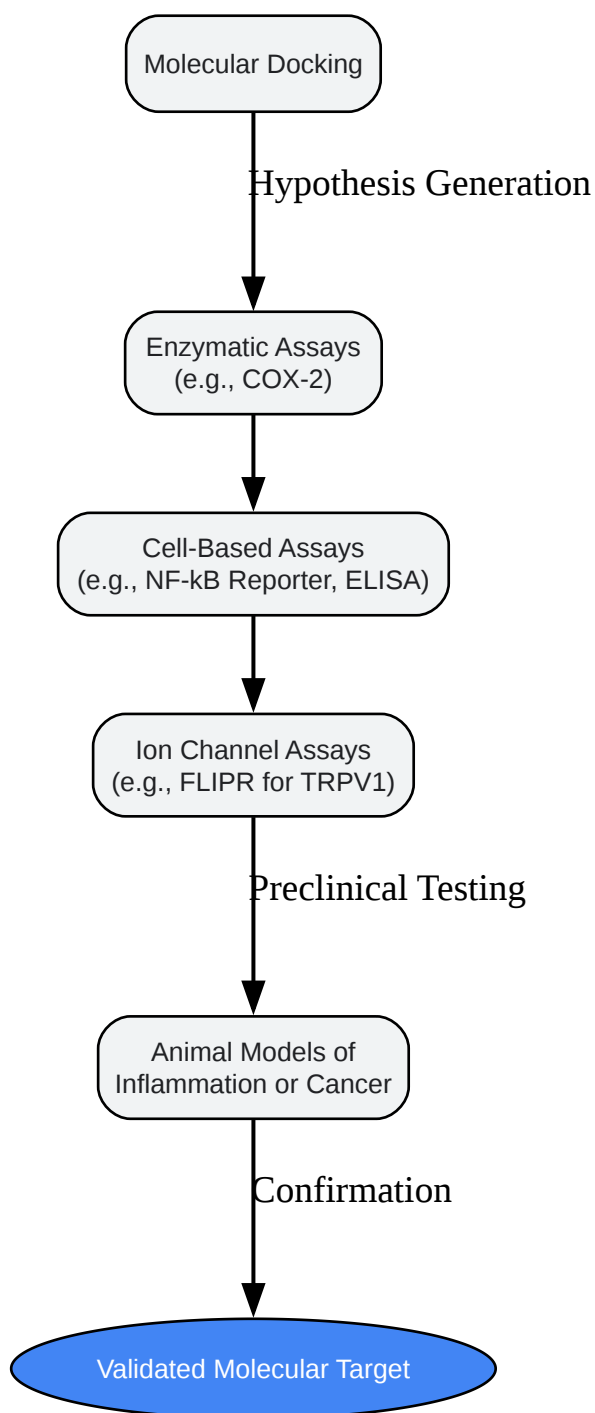 Molecular Docking
Hypothesis Generation
Enzymatic Assays
(e.g., COX-2)
Cell-Based Assays
(e.g., NF-kB Reporter, ELISA)
Ion Channel Assays
(e.g., FLIPR for TRPV1)
Preclinical Testing
Animal Models of
Inflammation or Cancer
Confirmation
Validated Molecular Target